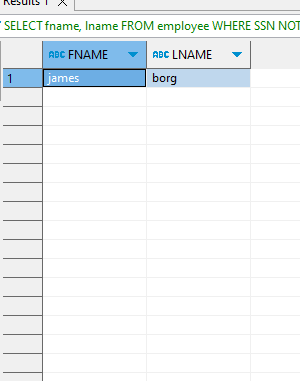 Results 1 X
SELECT fname, lname FROM employee WHERE SSN NOT
ABC FNAME ABC LNAME
1 james borg